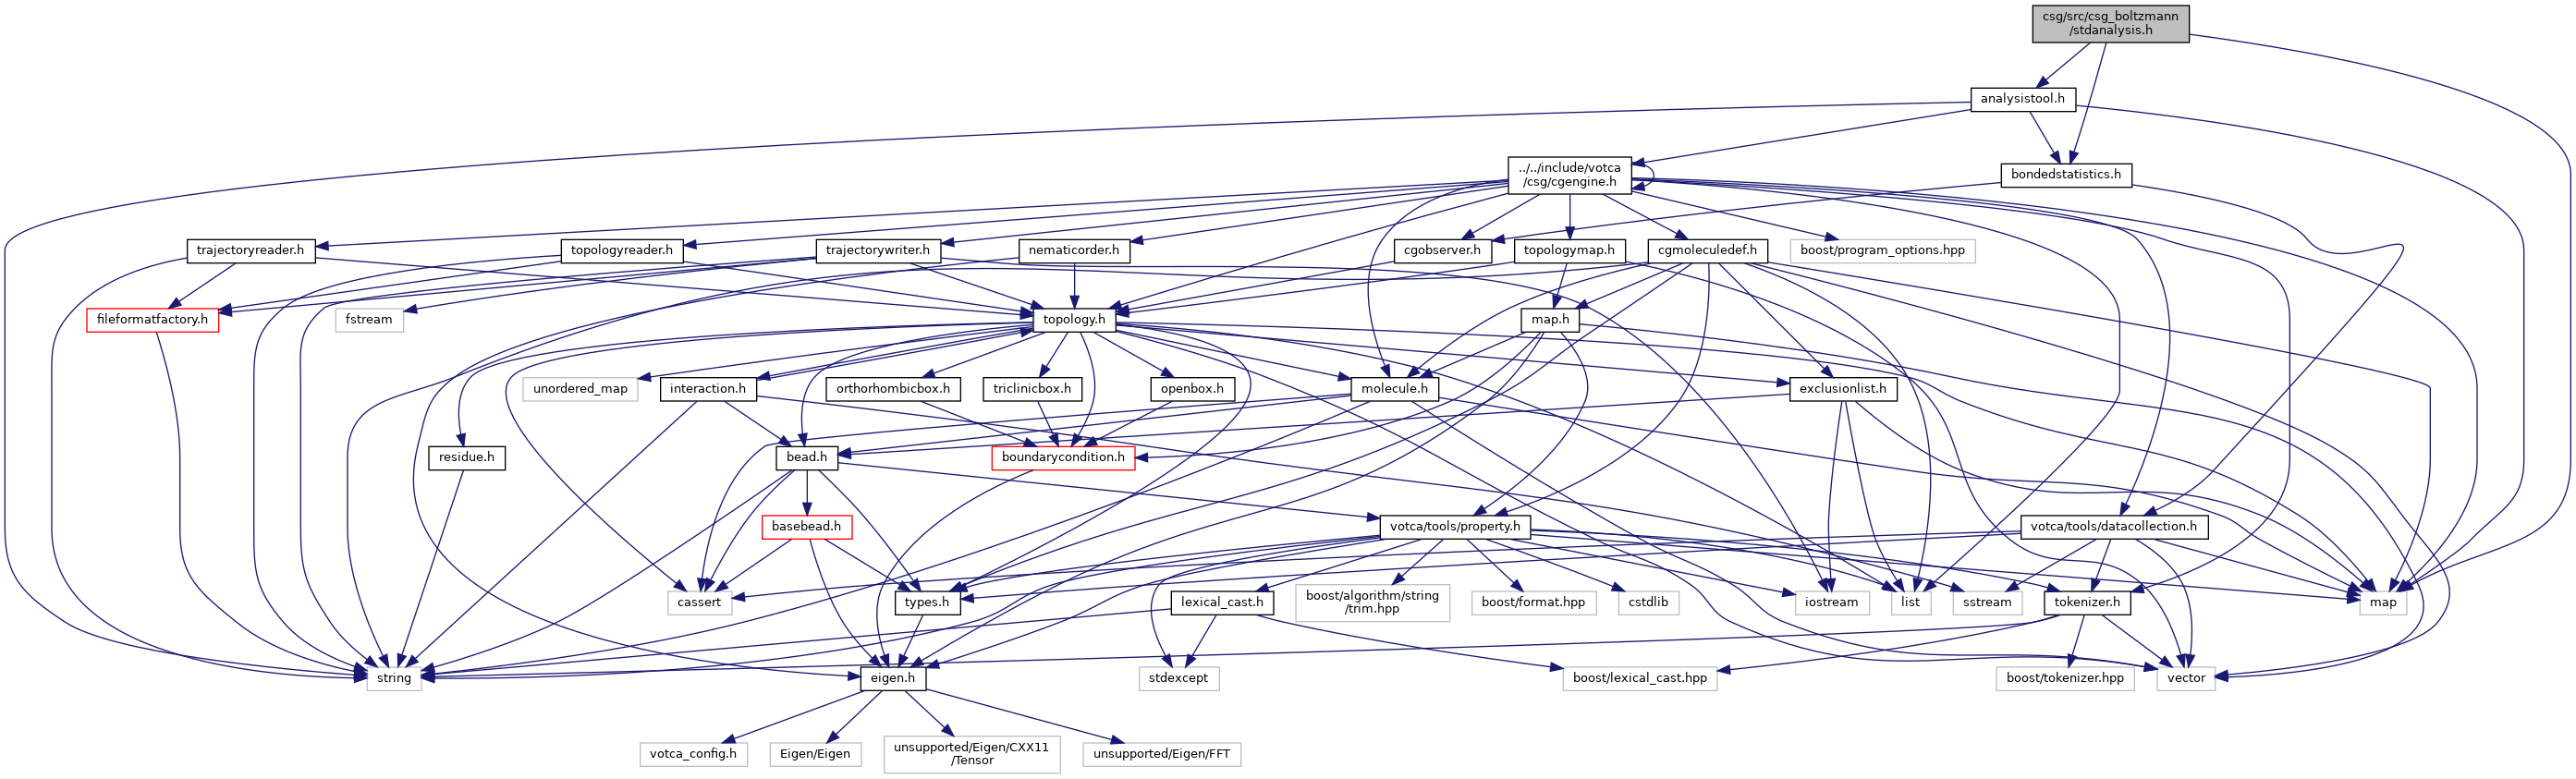 csg/src/csg_boltzmann
/stdanalysis.h
analysistool.h
../../include/votca
/csg/cgengine.h
bondedstatistics.h
trajectoryreader.h
topologyreader.h
trajectorywriter.h
nematicorder.h
cgobserver.h
topologymap.h
cgmoleculedef.h
boost/program_options.hpp
fileformatfactory.h
fstream
topology.h
map.h
unordered_map
interaction.h
orthorhombicbox.h
triclinicbox.h
openbox.h
molecule.h
exclusionlist.h
residue.h
bead.h
boundarycondition.h
basebead.h
votca/tools/property.h
votca/tools/datacollection.h
cassert
types.h
lexical_cast.h
boost/algorithm/string
/trim.hpp
boost/format.hpp
cstdlib
iostream
list
sstream
tokenizer.h
map
string
eigen.h
stdexcept
boost/lexical_cast.hpp
boost/tokenizer.hpp
vector
votca_config.h
Eigen/Eigen
unsupported/Eigen/CXX11
/Tensor
unsupported/Eigen/FFT